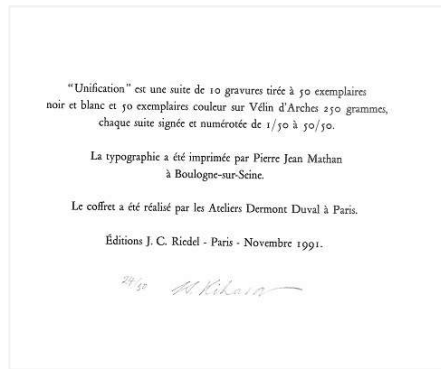 "Unification" est une suite de 10 gravures tirée à 50 exemplaires
noir et blanc et 50 exemplaires couleur sur Vélin d'Arches 250 grammes,
chaque suite signée et numérotée de 1/50 à 50/50.
La typographie a été imprimée par Pierre Jean Mathan
à Boulogne-sur-Seine.
Le coffret a été réalisé par les Ateliers Dermont Duval à Paris.
Éditions J. C. Riedel - Paris - Novembre 1991.